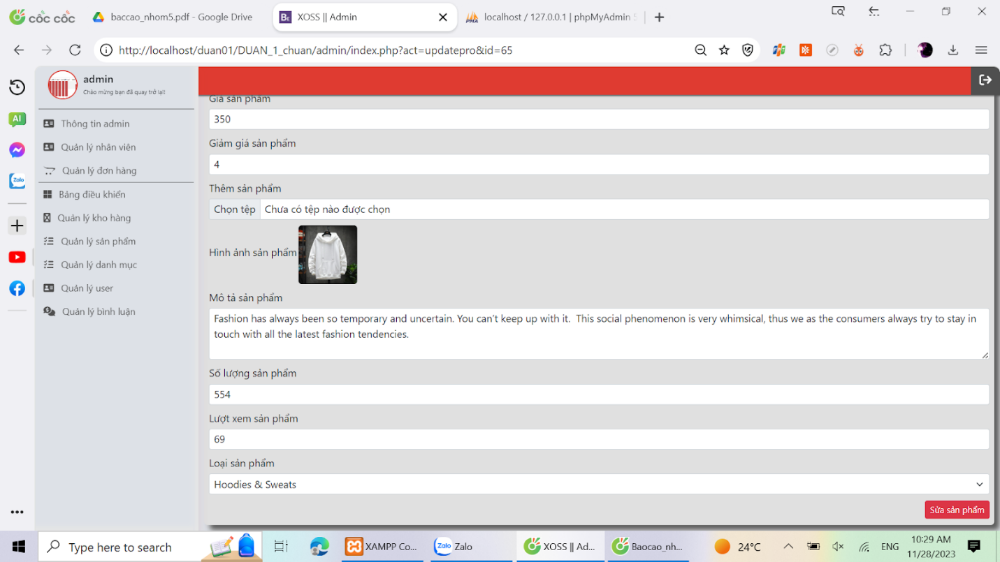 cốc cốc
baccao_nhom5.pdf - Google Drive
XOSS || Admin
localhost / 127.0.0.1 | phpMyAdmin 5
http://localhost/duan01/DUAN_1_chuan/admin/index.php?act=updatepro&id=65
admin
Chào mừng bạn đã quay trở lại!
Thông tin admin
Quản lý nhân viên
Quản lý đơn hàng
Bảng điều khiển
Quản lý kho hàng
Quản lý sản phẩm
Quản lý danh mục
Quản lý user
Quản lý bình luận
AI
Zalo
Giá sản phẩm
350
Giảm giá sản phẩm
4
Thêm sản phẩm
Chọn tệp Chưa có tệp nào được chọn
Hình ảnh sản phẩm
Mô tả sản phẩm
Fashion has always been so temporary and uncertain. You can't keep up with it. This social phenomenon is very whimsical, thus we as the consumers always try to stay in
touch with all the latest fashion tendencies.
Số lượng sản phẩm
554
Lượt xem sản phẩm
69
Loại sản phẩm
Hoodies & Sweats
Sửa sản phẩm
Type here to search
XAMPP Co...
Zalo
Zalo
XOSS || Ad...
Baocao_nh...
24°C
ENG
10:29 AM
11/28/2023